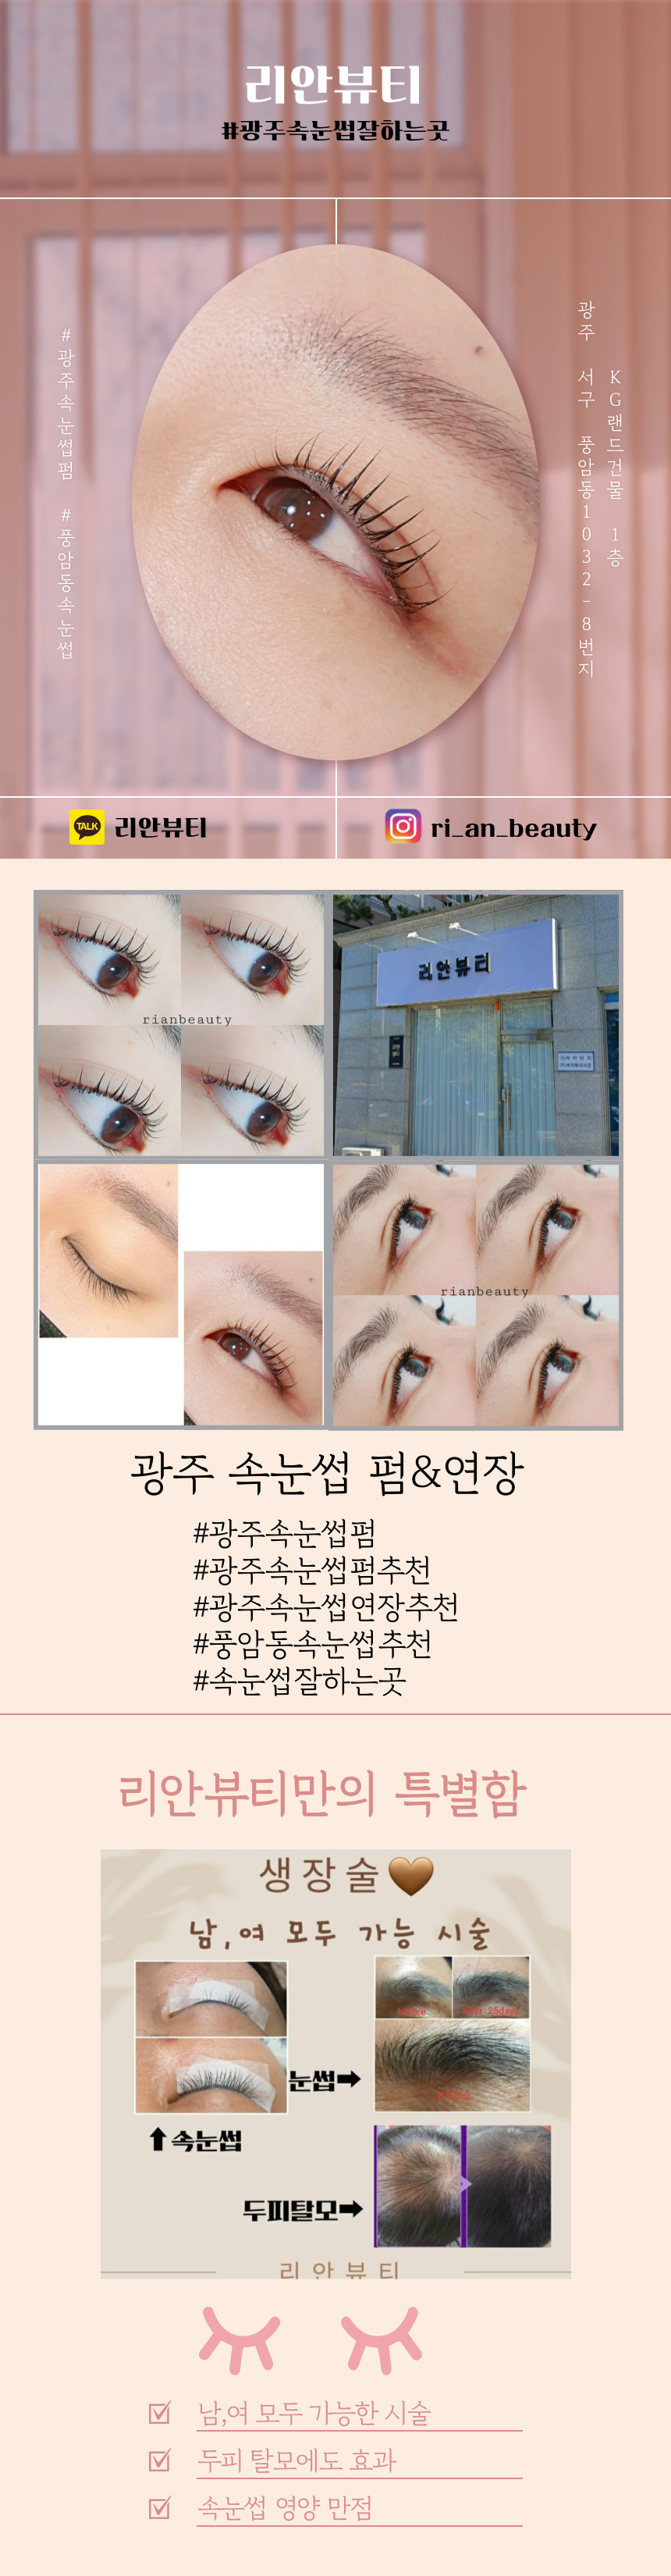 리안뷰티
#광주속눈썹잘하는곳
#광주속눈썹펌 #풍암동속눈썹
광주 서구 풍암동1032-8번지
KG랜드건물 1층
TALK 리안뷰티
ri_an_beauty
rianbeauty
리안뷰티
rianbeauty
광주 속눈썹 펌&연장
#광주속눈썹펌
#광주속눈썹펌추천
#광주속눈썹연장추천
#풍암동속눈썹추천
#속눈썹잘하는곳
리안뷰티만의 특별함
생장술
남,여 모두 가능 시술
before
after 25days
눈썹➡
⬆속눈썹
두피탈모➡
리안뷰티
남,여 모두 가능한 시술
두피 탈모에도 효과
속눈썹 영양 만점